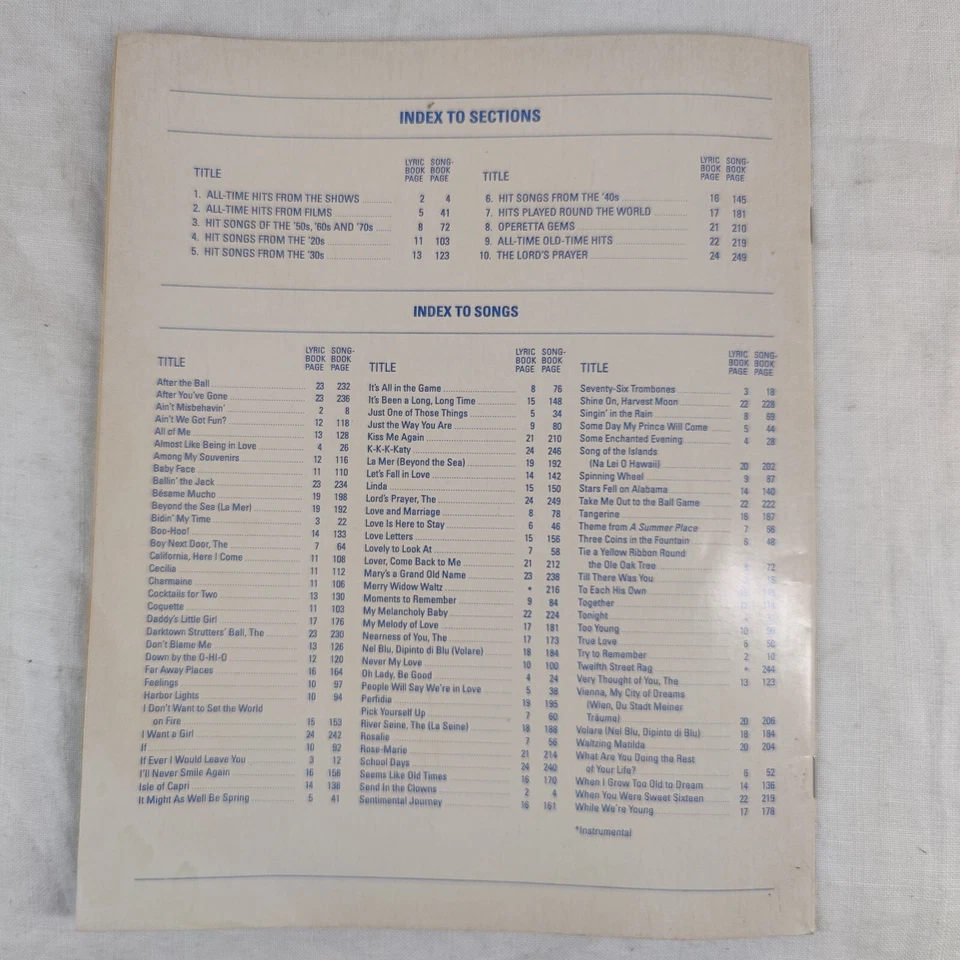 INDEX TO SECTIONS
TITLE LYRIC BOOK PAGE SONG- BOOK PAGE
1. ALL-TIME HITS FROM THE SHOWS 2 4
2. ALL-TIME HITS FROM FILMS 5 41
3. HIT SONGS OF THE '50s, '60s AND '70s 8 72
4. HIT SONGS FROM THE '20s 11 103
5. HIT SONGS FROM THE '30s 13 123
TITLE LYRIC BOOK PAGE SONG- BOOK PAGE
6. HIT SONGS FROM THE '40s 16 145
7. HITS PLAYED ROUND THE WORLD 17 181
8. OPERETTA GEMS 21 210
9. ALL-TIME OLD-TIME HITS 22 219
10. THE LORD'S PRAYER 24 249
INDEX TO SONGS
TITLE LYRIC BOOK PAGE SONG- BOOK PAGE
After the Ball 23 232
After You've Gone 23 236
Ain't Misbehavin' 2 8
Ain't We Got Fun? 12 118
All of Me 13 128
Almost Like Being in Love 4 26
Among My Souvenirs 12 116
Baby Face 11 110
Ballin' the Jack 23 234
Bésame Mucho 19 198
Beyond the Sea (La Mer) 19 192
Bidin' My Time 3 22
Boo-Hoo! 14 133
Boy Next Door, The 7 64
California, Here I Come 11 108
Cecilia 11 112
Charmaine 11 106
Cocktails for Two 13 130
Coquette 11 103
Daddy's Little Girl 17 176
Darktown Strutters' Ball, The 23 230
Don't Blame Me 13 126
Down by the O-HI-O 12 120
Far Away Places 16 164
Feelings 10 97
Harbor Lights 10 94
I Don't Want to Set the World
on Fire 15 153
I Want a Girl 24 242
If 10 92
If Ever I Would Leave You 3 12
I'll Never Smile Again 16 158
Isle of Capri 14 138
It Might As Well Be Spring 5 41
TITLE LYRIC BOOK PAGE SONG- BOOK PAGE
It's All in the Game 8 76
It's Been a Long, Long Time 15 148
Just One of Those Things 5 34
Just the Way You Are 9 80
Kiss Me Again 21 210
K-K-K-Katy 24 246
La Mer (Beyond the Sea) 19 192
Let's Fall in Love 14 142
Linda 15 150
Lord's Prayer, The 24 249
Love and Marriage 8 78
Love Is Here to Stay 6 46
Love Letters 15 156
Lovely to Look At 7 58
Lover, Come Back to Me 21 212
Mary's a Grand Old Name 23 238
Merry Widow Waltz * 216
Moments to Remember 9 84
My Melancholy Baby 22 224
My Melody of Love 17 181
Nearness of You, The 17 173
Nel Blu, Dipinto di Blu (Volare) 18 184
Never My Love 10 100
Oh Lady, Be Good 4 24
People Will Say We're in Love 5 38
Perfidia 19 195
Pick Yourself Up 7 60
River Seine, The (La Seine) 18 188
Rosalie 7 56
Rose-Marie 21 214
School Days 24 240
Seems Like Old Times 16 170
Send In the Clowns 2 4
Sentimental Journey 16 161
TITLE LYRIC BOOK PAGE SONG- BOOK PAGE
Seventy-Six Trombones 3 18
Shine On, Harvest Moon 22 228
Singin' in the Rain 8 69
Some Day My Prince Will Come 5 44
Some Enchanted Evening 4 28
Song of the Islands
(Na Lei O Hawaii) 20 202
Spinning Wheel 9 87
Stars Fell on Alabama 14 140
Take Me Out to the Ball Game 22 222
Tangerine 16 167
Theme from A Summer Place 7 66
Three Coins in the Fountain 6 48
Tie a Yellow Ribbon Round
the Ole Oak Tree 72
Till There Was You
To Each His Own
Together
Tonight
Too Young 10
True Love 6 50
Try to Remember 2 10
Twelfth Street Rag * 244
Very Thought of You, The 13 123
Vienna, My City of Dreams
(Wien, Du Stadt Meiner
Träume) 20 206
Volare (Nel Blu, Dipinto di Blu) 18 184
Waltzing Matilda 20 204
What Are You Doing the Rest
of Your Life? 6 52
When I Grow Too Old to Dream 14 136
When You Were Sweet Sixteen 22 219
While We're Young 17 178
*Instrumental